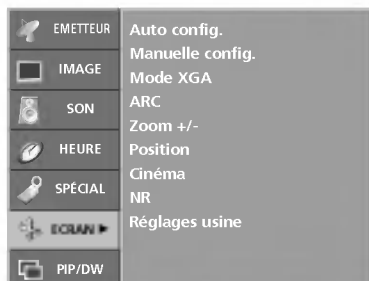 EMETTEUR
IMAGE
SON
HEURE
SPÉCIAL
ECRAN ►
PIP/DW
Auto config.
Manuelle config.
Mode XGA
ARC
Zoom +/-
Position
Cinéma
NR
Réglages usine